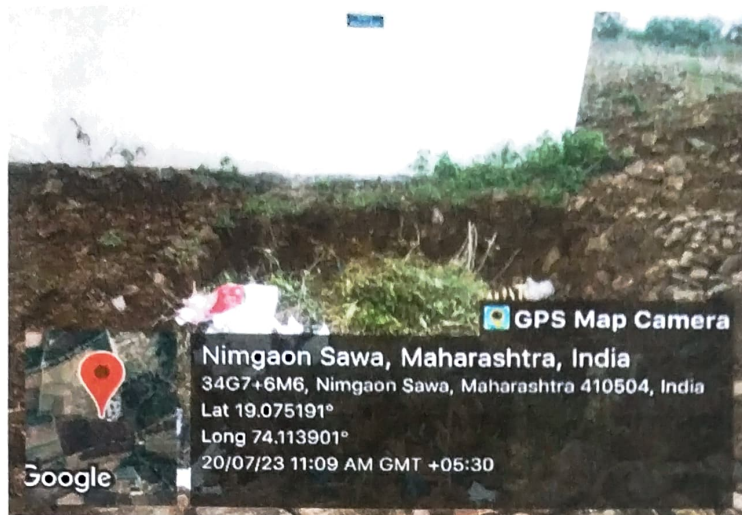 GPS Map Camera
Nimgaon Sawa, Maharashtra, India
34G7+6M6, Nimgaon Sawa, Maharashtra 410504, India
Lat 19.075191°
Long 74.113901°
20/07/23 11:09 AM GMT +05:30
Google